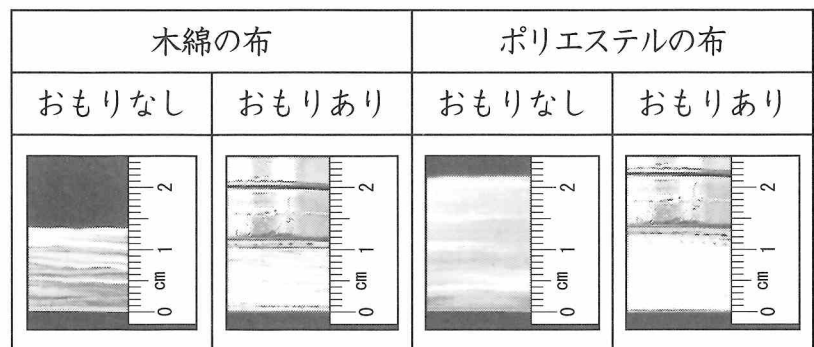 木綿の布 ポリエステルの布
おもりなし おもりあり おもりなし おもりあり
2 2 2 2
1 1 1 1
cm cm cm cm
0 0 0 0